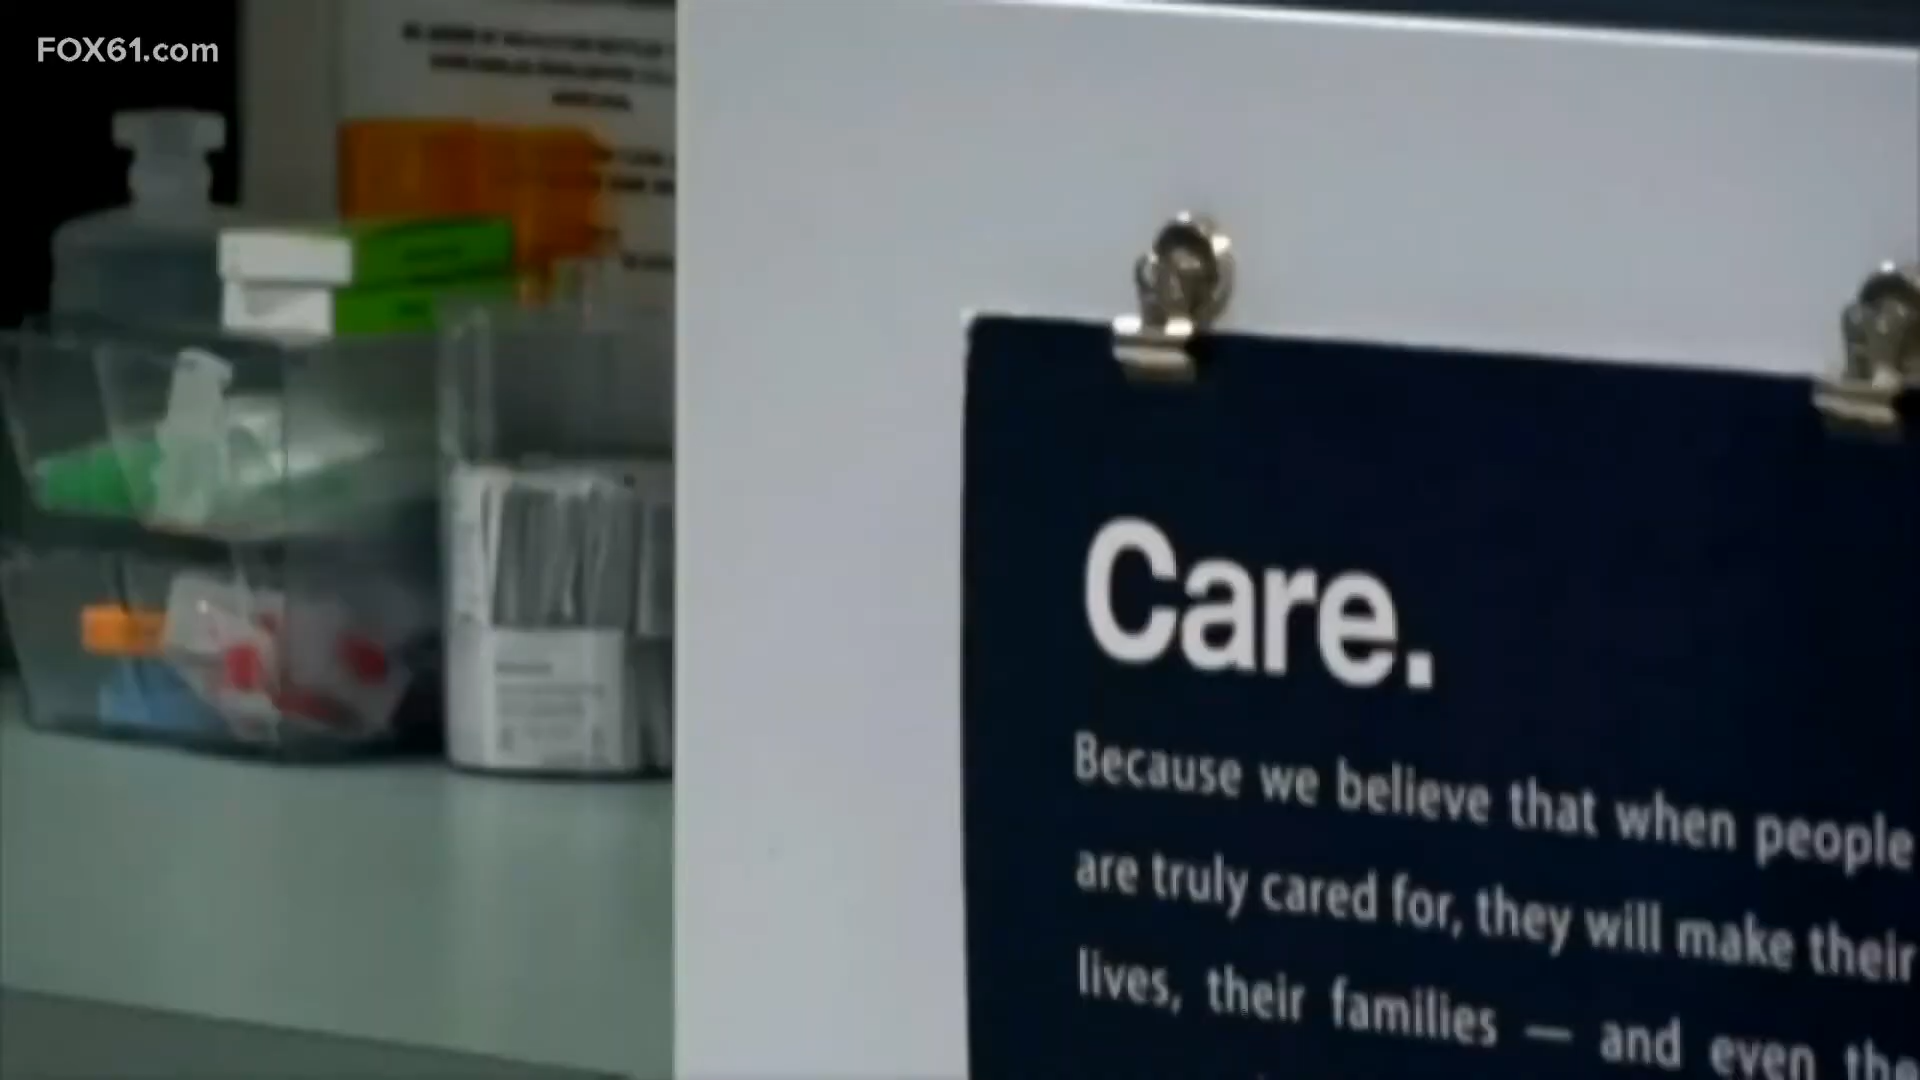 FOX61.com
Care.
Because we believe that when people
are truly cared for, they will make their
lives, their families — and even the